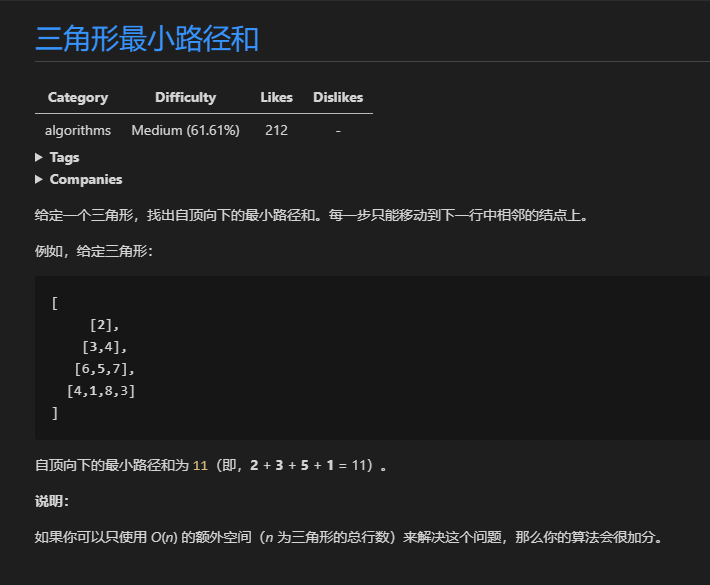 三角形最小路径和
Category Difficulty Likes Dislikes
algorithms Medium (61.61%) 212 -
Tags
Companies
给定一个三角形，找出自顶向下的最小路径和。每一步只能移动到下一行中相邻的结点上。
例如，给定三角形：
[
[2],
[3,4],
[6,5,7],
[4,1,8,3]
]
自顶向下的最小路径和为 11（即，2 + 3 + 5 + 1 = 11）。
说明：
如果你可以只使用 O(n) 的额外空间（n 为三角形的总行数）来解决这个问题，那么你的算法会很加分。